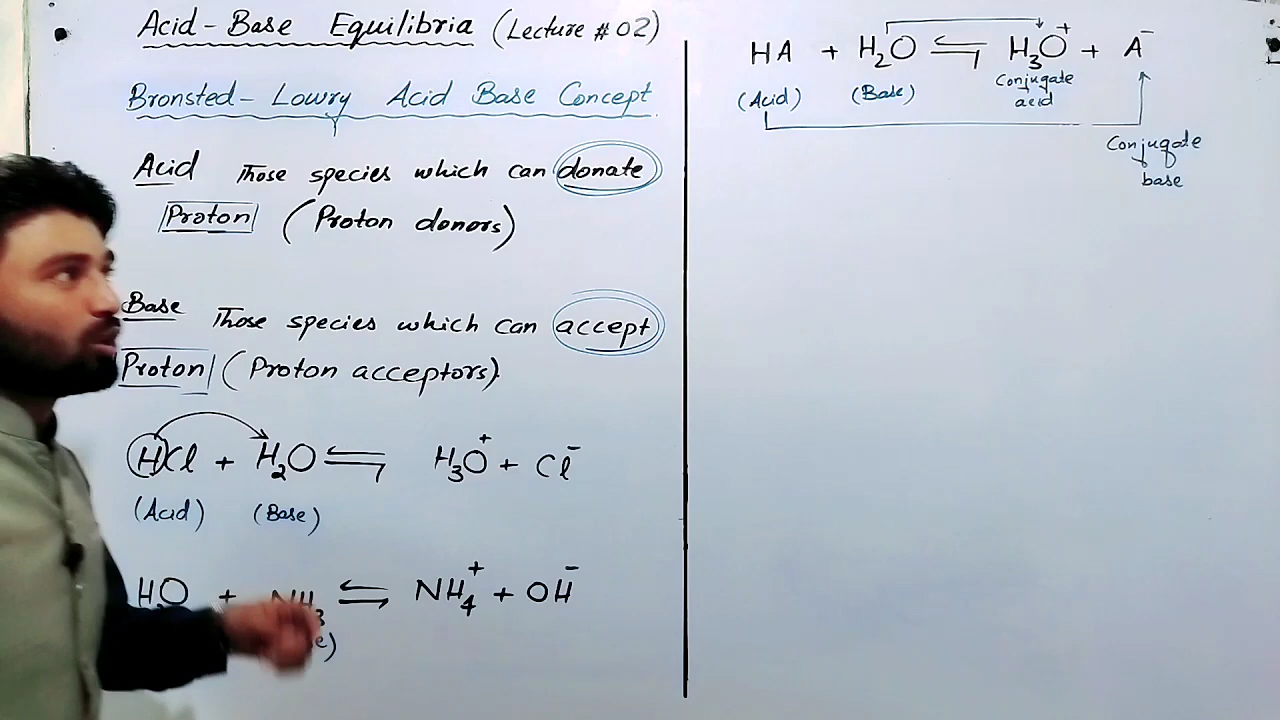 Acid-Base Equilibria (Lecture # 02)
Bronsted-Lowry Acid Base Concept
Acid Those species which can donate
Proton (Proton donors)
Base Those species which can accept
Proton (Proton acceptors)
HCl + H₂O ⇌ H₃O⁺ + Cl⁻
(Acid) (Base)
H₂O + NH₃ ⇌ NH₄⁺ + OH⁻
HA + H₂O ⇌ H₃O⁺ + A⁻
(Acid) (Base) Conjugate
acid
Conjugate
base